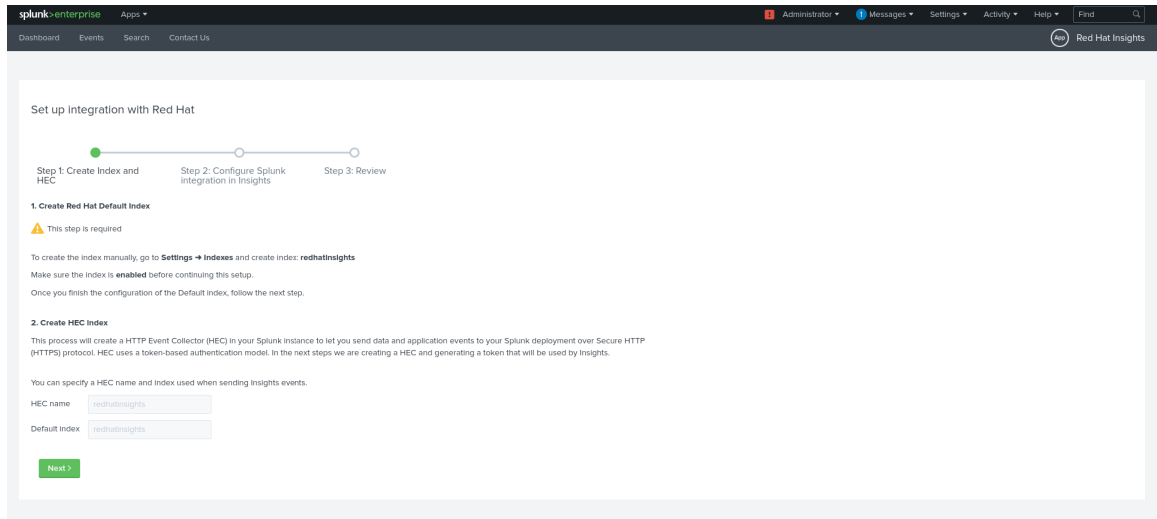 splunk>enterprise Apps ▾ ! Administrator ▾ 1 Messages ▾ Settings ▾ Activity ▾ Help ▾ Find
Dashboard Events Search Contact Us App Red Hat Insights
Set up integration with Red Hat
Step 1: Create Index and HEC
Step 2: Configure Splunk integration in Insights
Step 3: Review
1. Create Red Hat Default Index
This step is required
To create the index manually, go to Settings → Indexes and create index: redhatinsights
Make sure the index is enabled before continuing this setup.
Once you finish the configuration of the Default index, follow the next step.
2. Create HEC Index
This process will create a HTTP Event Collector (HEC) in your Splunk instance to let you send data and application events to your Splunk deployment over Secure HTTP
(HTTPS) protocol. HEC uses a token-based authentication model. In the next steps we are creating a HEC and generating a token that will be used by Insights.
You can specify a HEC name and index used when sending Insights events.
HEC name redhatinsights
Default index redhatinsights
Next >